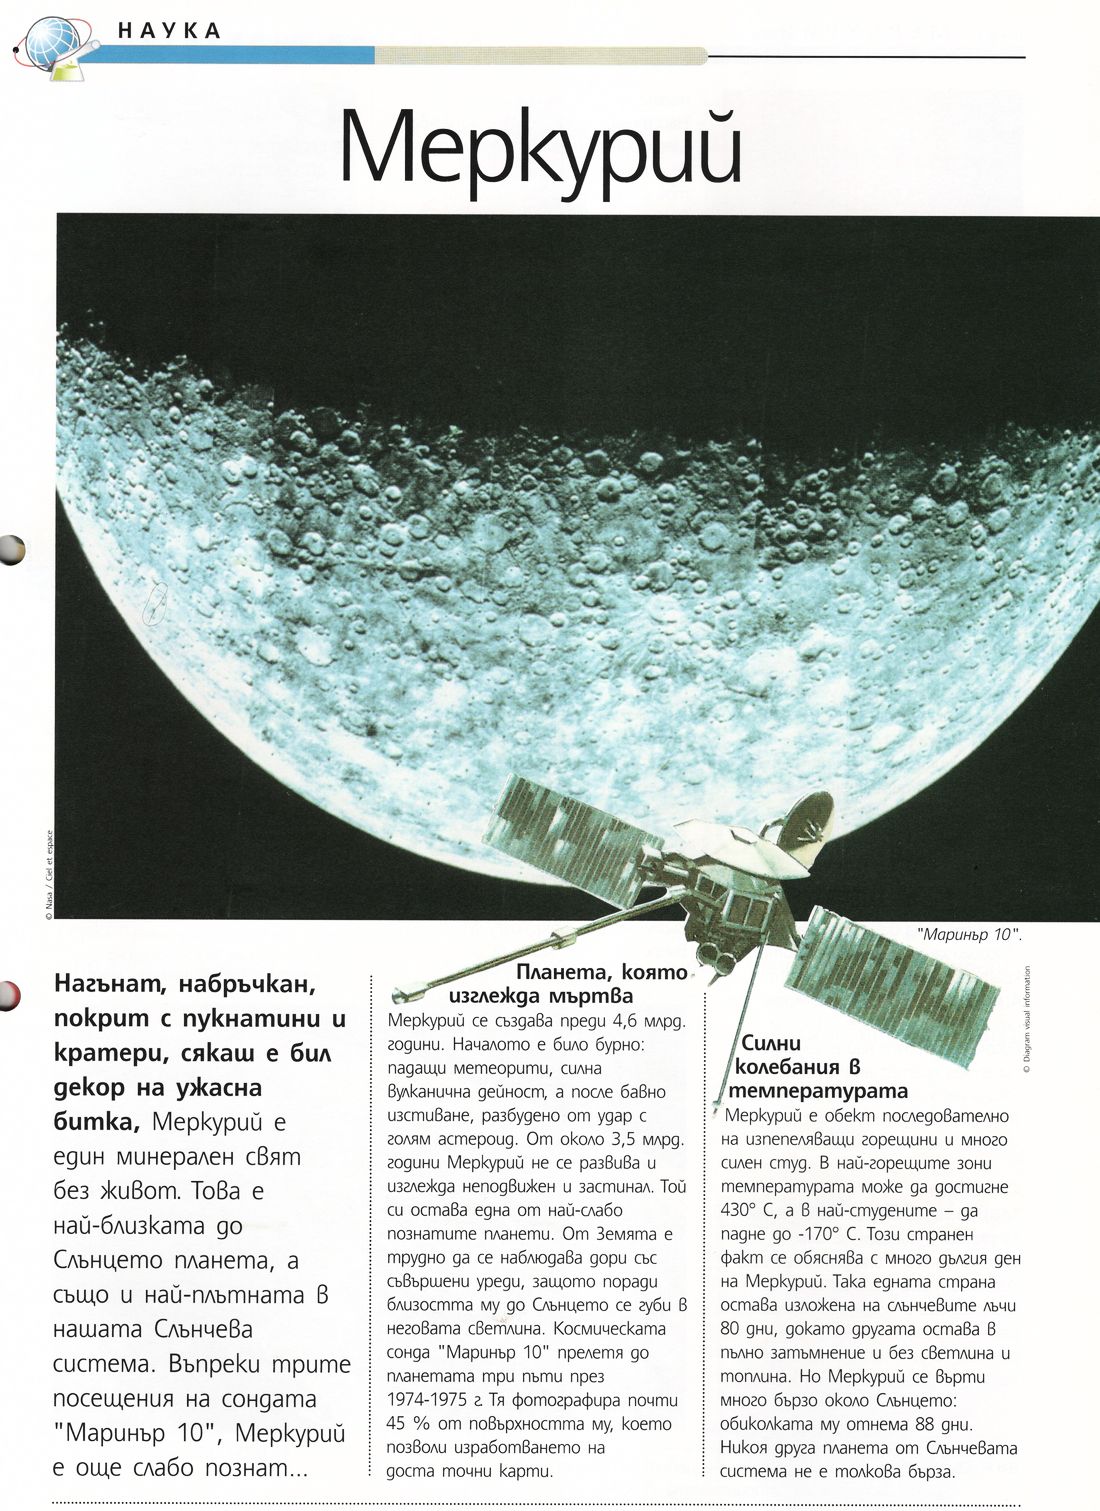 НАУКА
Меркурий
© Nasa / Ciel et espace
"Маринър 10".
© Diagram visual information
Нагънат, набръчкан,
покрит с пукнатини и
кратери, сякаш е бил
декор на ужасна
битка, Меркурий е
един минерален свят
без живот. Това е
най-близката до
Слънцето планета, а
също и най-плътната в
нашата Слънчева
система. Въпреки трите
посещения на сондата
"Маринър 10", Меркурий
е още слабо познат...
Планета, която
изглежда мъртва
Меркурий се създава преди 4,6 млрд.
години. Началото е било бурно:
падащи метеорити, силна
вулканична дейност, а после бавно
изстиване, разбудено от удар с
голям астероид. От около 3,5 млрд.
години Меркурий не се развива и
изглежда неподвижен и застинал. Той
си остава една от най-слабо
познатите планети. От Земята е
трудно да се наблюдава дори със
съвършени уреди, защото поради
близостта му до Слънцето се губи в
неговата светлина. Космическата
сонда "Маринър 10" прелетя до
планетата три пъти през
1974-1975 г. Тя фотографира почти
45 % от повърхността му, което
позволи изработването на
доста точни карти.
Силни
колебания в
температурата
Меркурий е обект последователно
на изпепеляващи горещини и много
силен студ. В най-горещите зони
температурата може да достигне
430° С, а в най-студените – да
падне до -170° С. Този странен
факт се обяснява с много дългия ден
на Меркурий. Така едната страна
остава изложена на слънчевите лъчи
80 дни, докато другата остава в
пълно затъмнение и без светлина и
топлина. Но Меркурий се върти
много бързо около Слънцето:
обиколката му отнема 88 дни.
Никоя друга планета от Слънчевата
система не е толкова бърза.